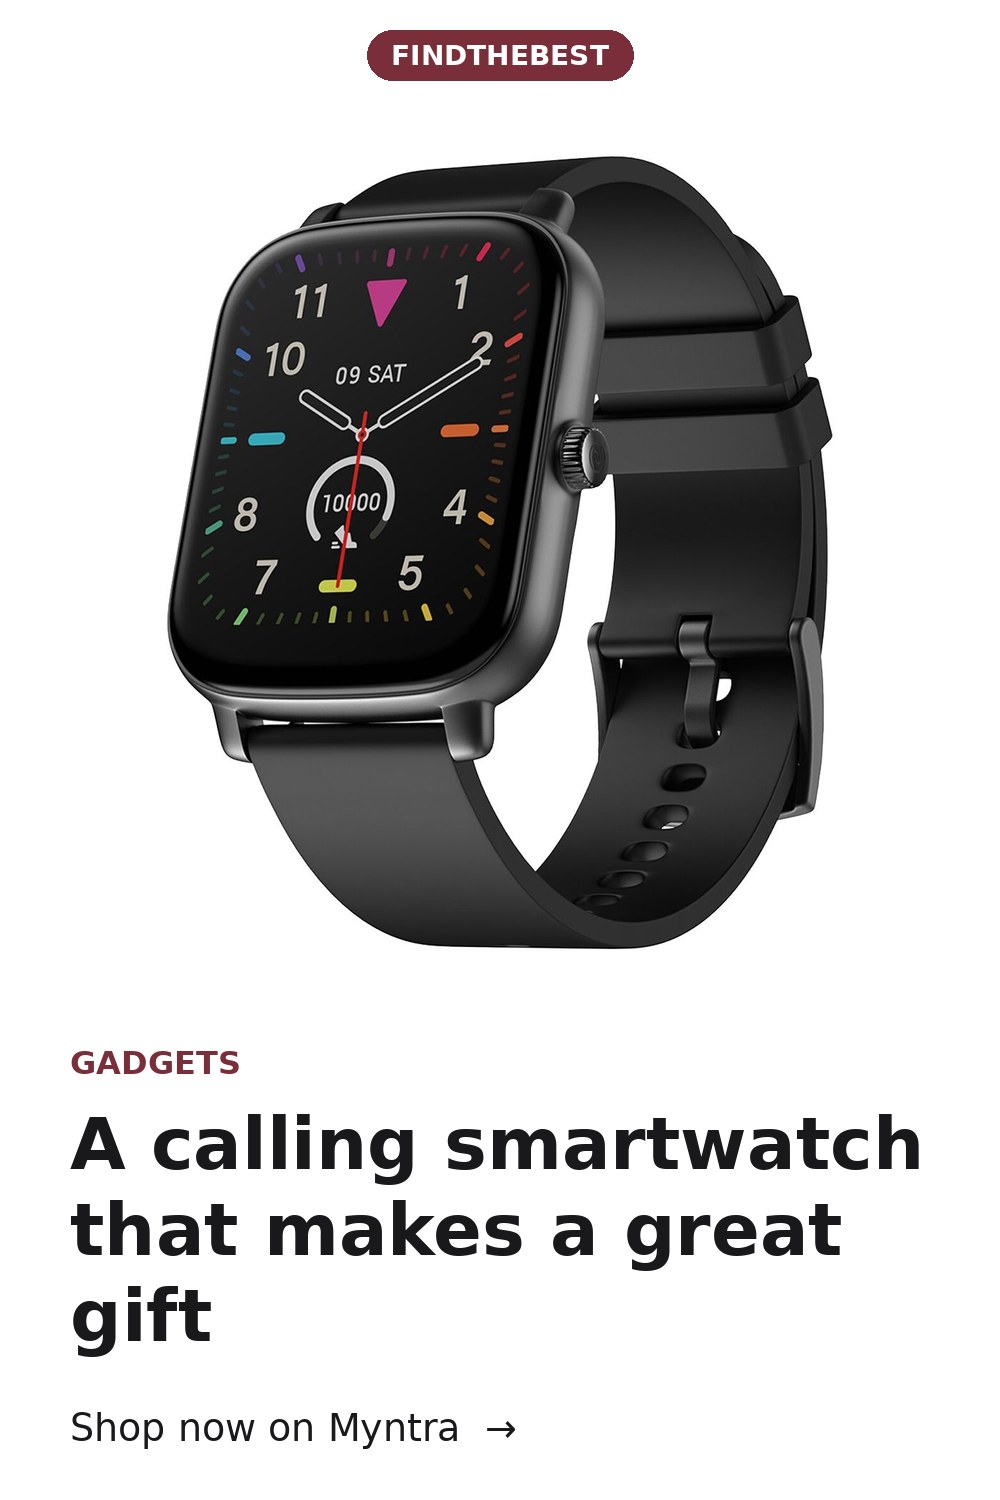 FINDTHEBEST
11 1
10 2
09 SAT
10000
8 4
7 5
GADGETS
A calling smartwatch
that makes a great
gift
Shop now on Myntra →